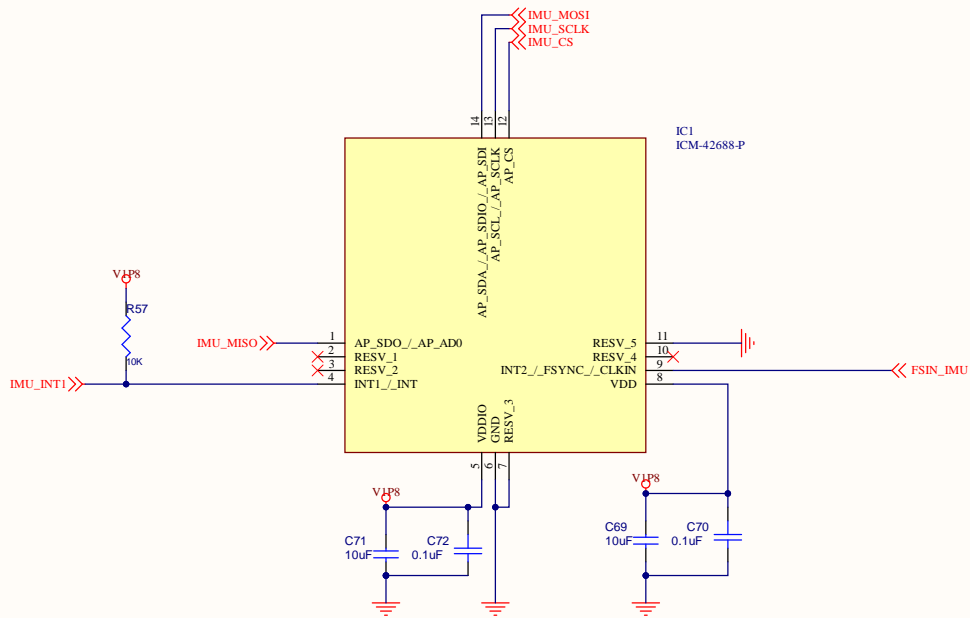 IMU_MOSI
IMU_SCLK
IMU_CS
14
13
12
IC1
ICM-42688-P
AP_SDA_/_AP_SDIO_/_AP_SDI
AP_SCL_/_AP_SCLK
AP_CS
V1P8
R57
10K
IMU_MISO
1
AP_SDO_/_AP_AD0
2
RESV_1
3
RESV_2
IMU_INT1
4
INT1_/_INT
RESV_5
11
RESV_4
10
INT2_/_FSYNC_/_CLKIN
9
FSIN_IMU
VDD
8
VDDIO
GND
RESV_3
5
6
7
V1P8
C71
10uF
C72
0.1uF
V1P8
C69
10uF
C70
0.1uF